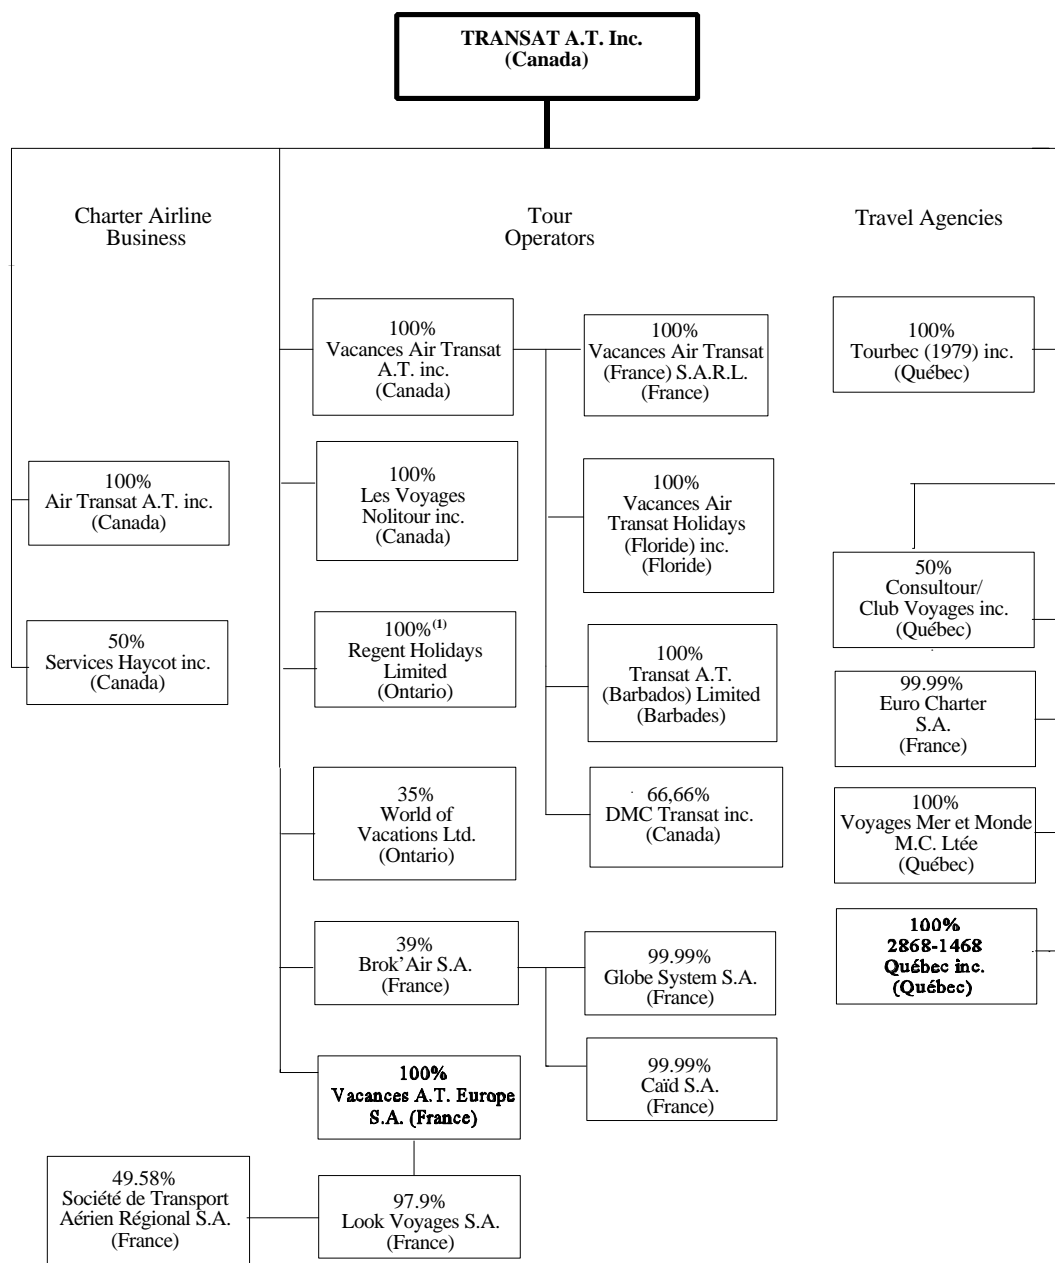 TRANSAT A.T. Inc.
(Canada)
Charter Airline
Business
100%
Air Transat A.T. inc.
(Canada)
50%
Services Haycot inc.
(Canada)
Tour
Operators
100%
Vacances Air Transat
A.T. inc.
(Canada)
100%
Vacances Air Transat
(France) S.A.R.L.
(France)
100%
Les Voyages
Nolitour inc.
(Canada)
100%
Vacances Air
Transat Holidays
(Floride) inc.
(Floride)
100%(1)
Regent Holidays
Limited
(Ontario)
100%
Transat A.T.
(Barbados) Limited
(Barbades)
35%
World of
Vacations Ltd.
(Ontario)
66,66%
DMC Transat inc.
(Canada)
39%
Brok'Air S.A.
(France)
99.99%
Globe System S.A.
(France)
99.99%
Caïd S.A.
(France)
100%
Vacances A.T. Europe
S.A. (France)
49.58%
Société de Transport
Aérien Régional S.A.
(France)
97.9%
Look Voyages S.A.
(France)
Travel Agencies
100%
Tourbec (1979) inc.
(Québec)
50%
Consultour/
Club Voyages inc.
(Québec)
99.99%
Euro Charter
S.A.
(France)
100%
Voyages Mer et Monde
M.C. Ltée
(Québec)
100%
2868-1468
Québec inc.
(Québec)